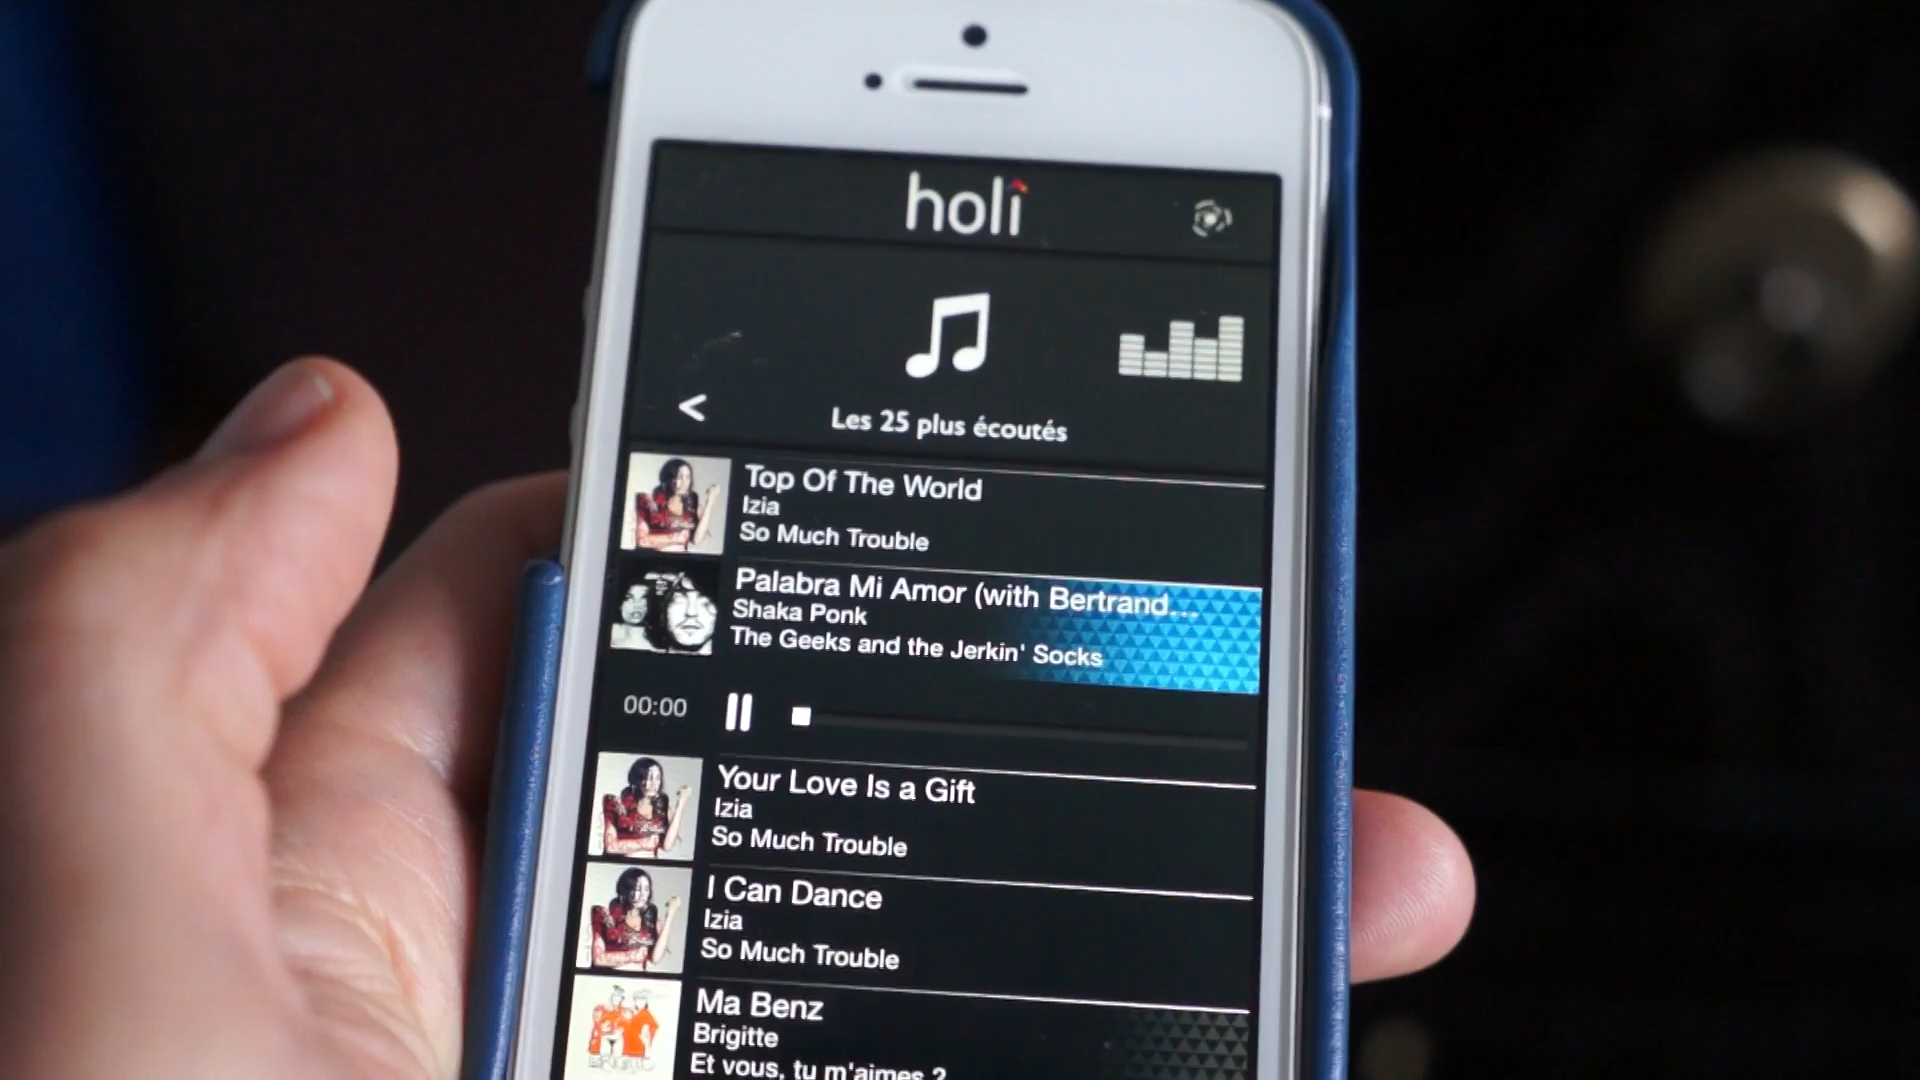 holi
<
Les 25 plus écoutés
Top Of The World
Izia
So Much Trouble
Palabra Mi Amor (with Bertrand...
Shaka Ponk
The Geeks and the Jerkin' Socks
00:00
Your Love Is a Gift
Izia
So Much Trouble
I Can Dance
Izia
So Much Trouble
Ma Benz
Brigitte
Et vous, tu m'aimes ?